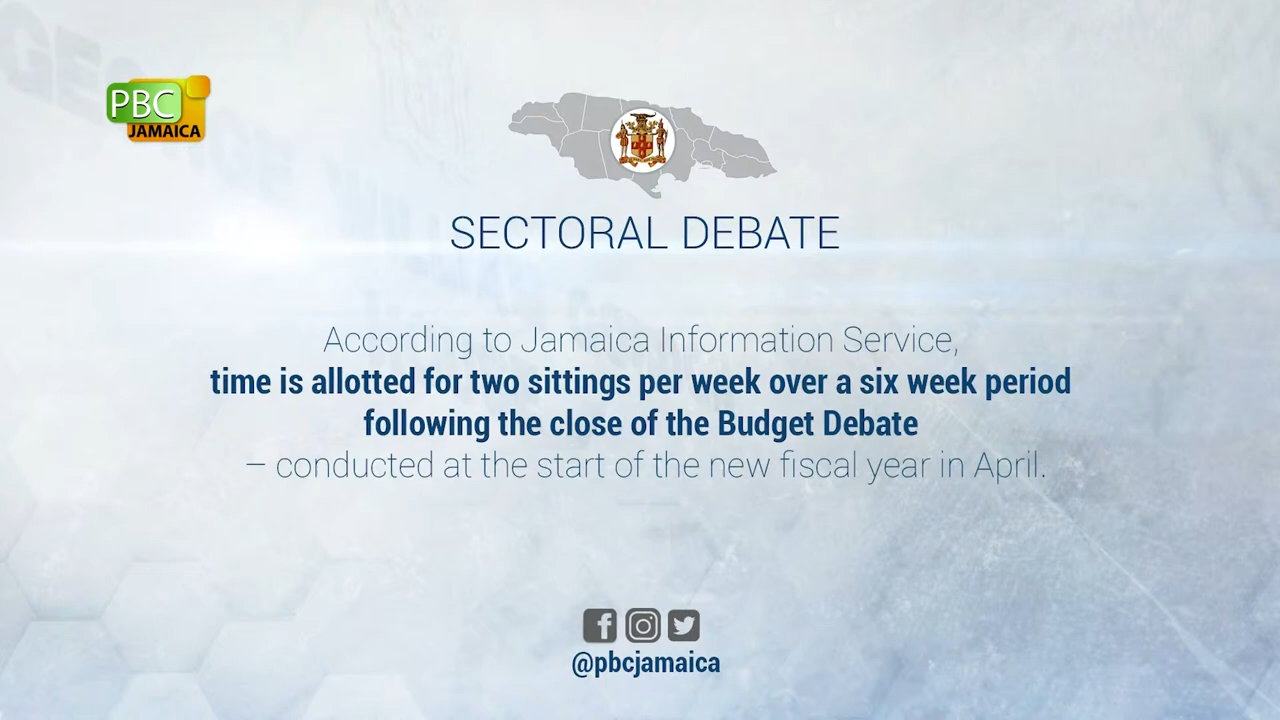 PBC
JAMAICA
SECTORAL DEBATE
According to Jamaica Information Service,
time is allotted for two sittings per week over a six week period
following the close of the Budget Debate
– conducted at the start of the new fiscal year in April.
@pbcjamaica